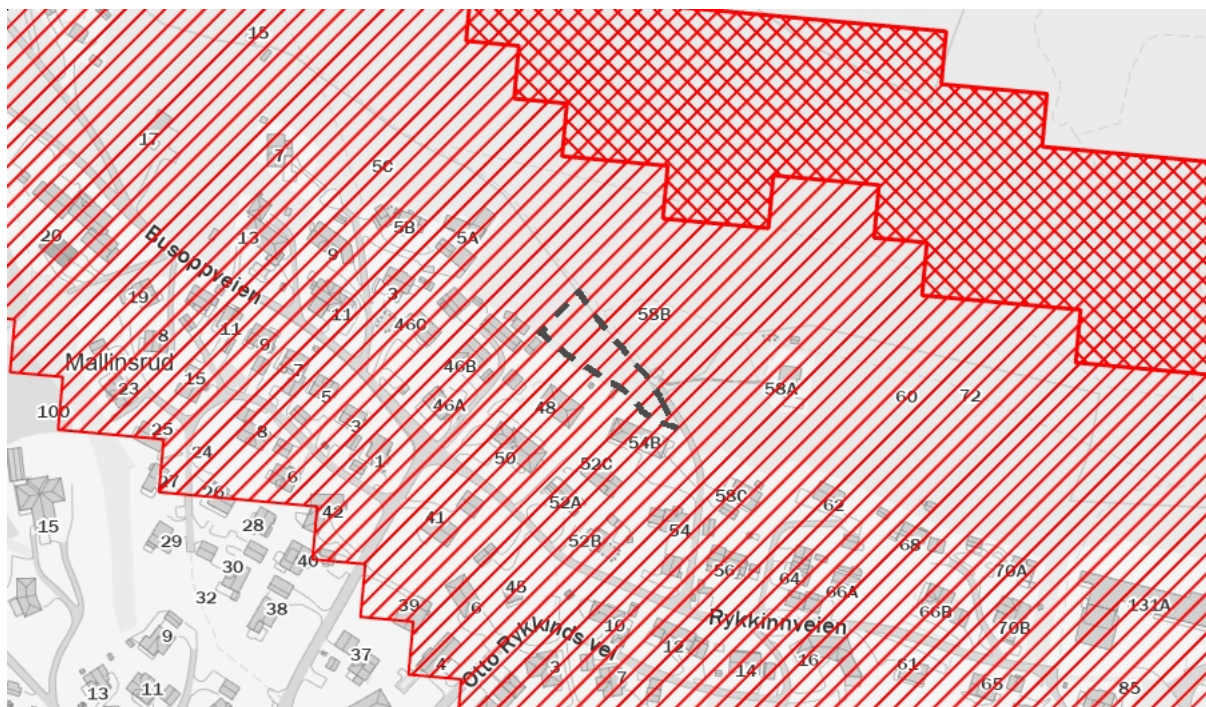 15
17
7
5C
20
13
5B
5A
Busoppveien
9
19
3
11
46C
58B
11
8
9
Mallinsrud
7
46B
23
15
5
58A
60
72
100
46A
48
3
25
8
54B
24
50
1
52C
27
6
26
58C
52A
62
15
28
42
41
54
29
52B
68
40
30
56
70A
64
45
66A
32
38
39
6
66B
131A
10
Rykkinnveien
70B
9
12
Otto Rykkinds vei
37
4
3
16
14
61
13
11
7
65
85